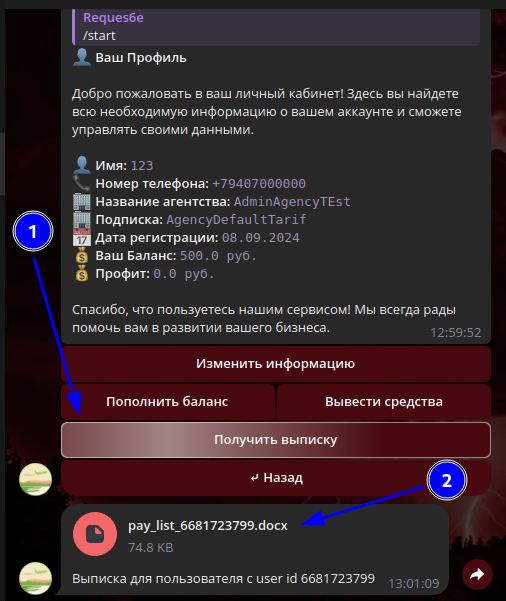 Reques6e
/start
Ваш Профиль
Добро пожаловать в ваш личный кабинет! Здесь вы найдете
всю необходимую информацию о вашем аккаунте и сможете
управлять своими данными.
Имя: 123
Номер телефона: +79407000000
Название агентства: AdminAgencyTEst
Подписка: AgencyDefaultTarif
17 Дата регистрации: 08.09.2024
Ваш Баланс: 500.0 руб.
Профит: 0.0 руб.
Спасибо, что пользуетесь нашим сервисом! Мы всегда рады
помочь вам в развитии вашего бизнеса.
12:59:52
1
Изменить информацию
Пополнить баланс
Вывести средства
Получить выписку
⤶ Назад
2
pay_list_6681723799.docx
74.8 KB
Выписка для пользователя с user id 6681723799
13:01:09